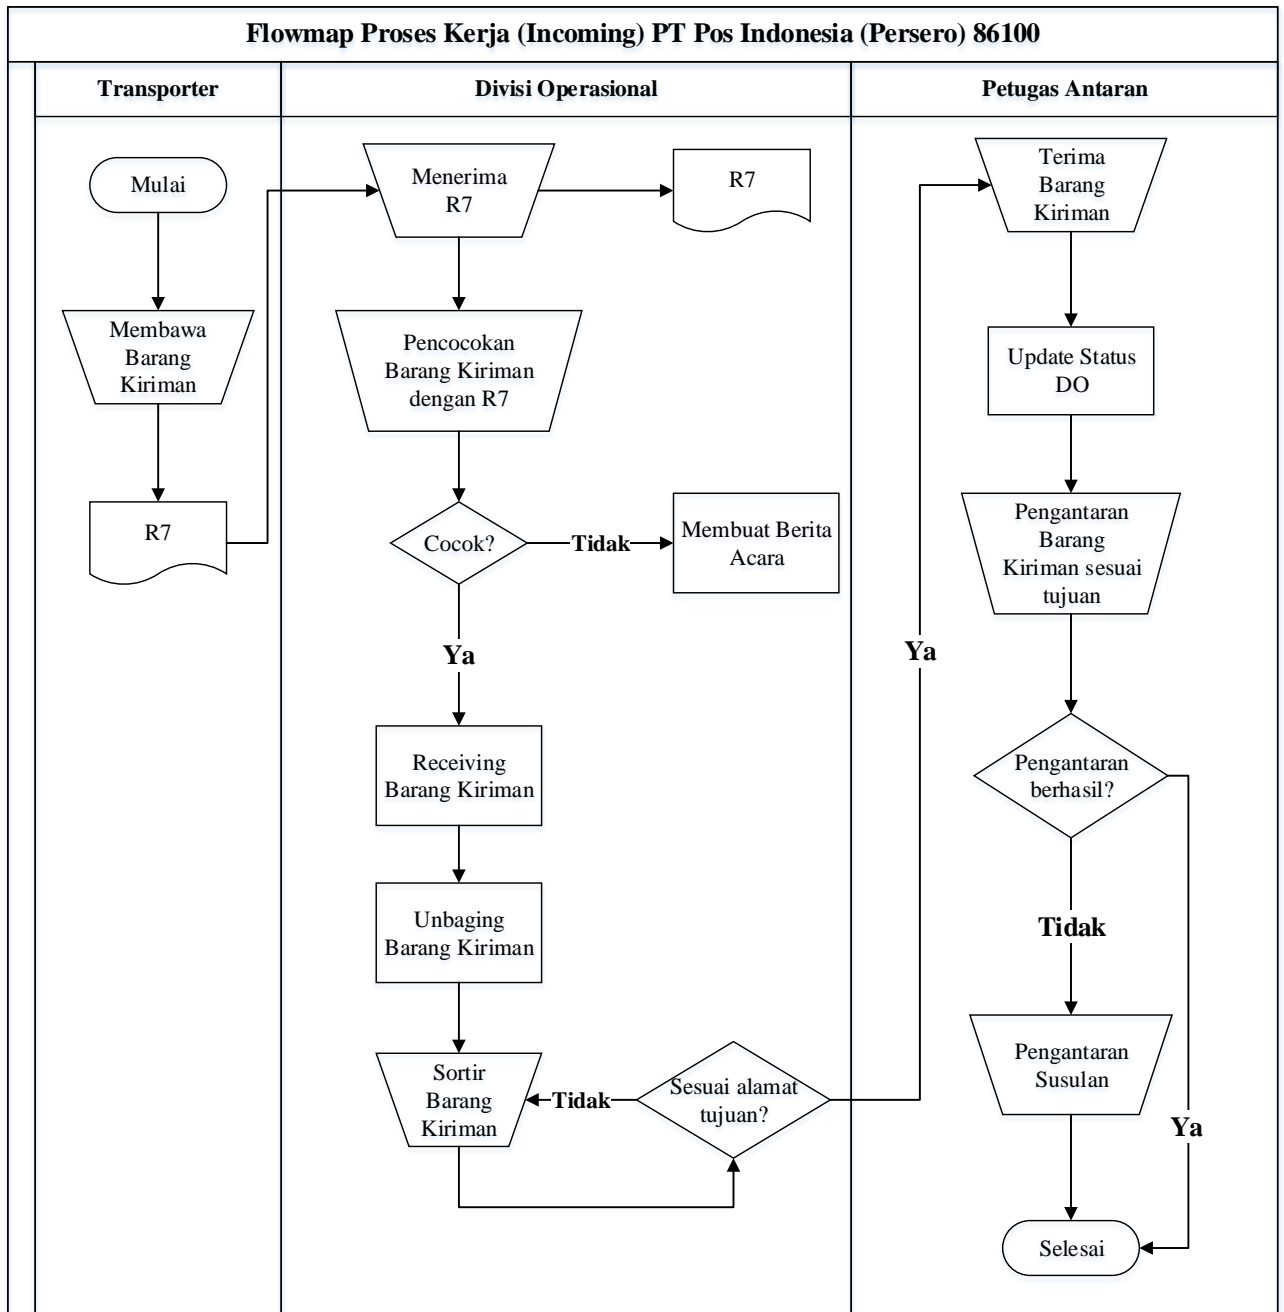 Flowmap Proses Kerja (Incoming) PT Pos Indonesia (Persero) 86100
Transporter
Divisi Operasional
Petugas Antaran
Mulai
Membawa
Barang
Kiriman
R7
Menerima
R7
R7
Pencocokan
Barang Kiriman
dengan R7
Cocok?
Tidak
Membuat Berita
Acara
Ya
Receiving
Barang Kiriman
Unbaging
Barang Kiriman
Sortir
Barang
Kiriman
Tidak
Sesuai alamat
tujuan?
Ya
Terima
Barang
Kiriman
Update Status
DO
Pengantaran
Barang
Kiriman sesuai
tujuan
Pengantaran
berhasil?
Tidak
Pengantaran
Susulan
Ya
Selesai